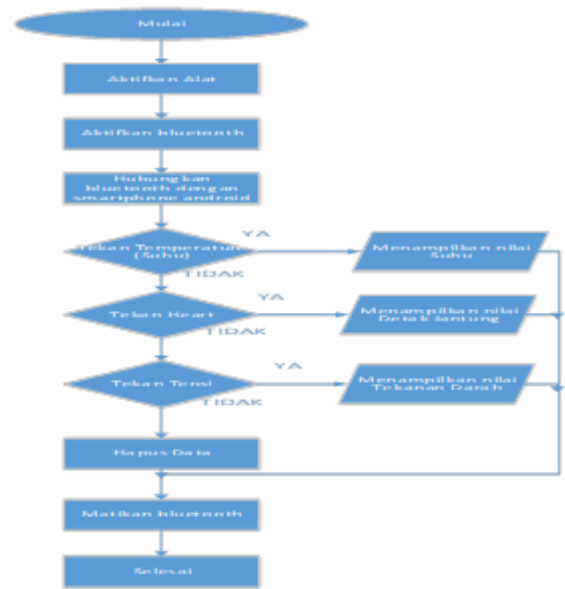 Mulai
Aktifkan Alat
Aktifkan bluetooth
Hubungkan
bluetooth dengan
smartphone android
Tekan Temperatur
(Suhu)
YA
Menampilkan nilai
Suhu
TIDAK
Tekan Heart
YA
Menampilkan nilai
Detak Jantung
TIDAK
Tekan Tensi
YA
Menampilkan nilai
Tekanan Darah
TIDAK
Hapus Data
Matikan bluetooth
Selesai